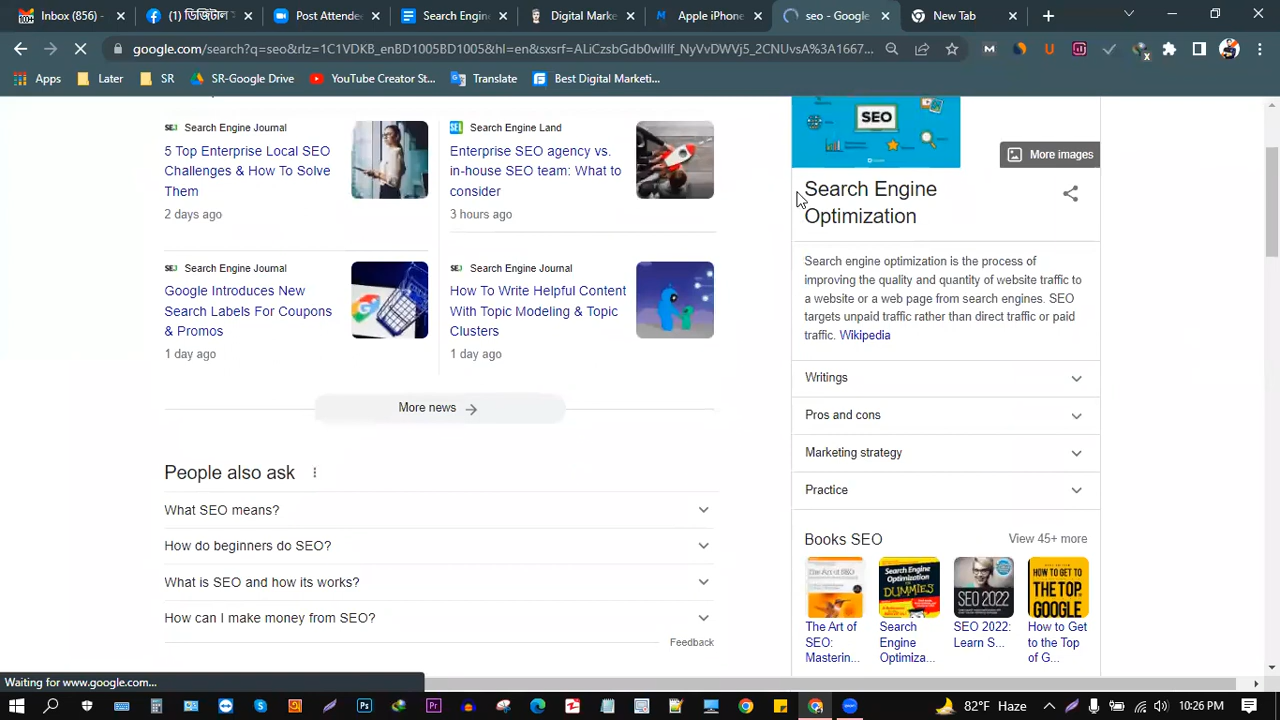 Inbox (856) -
(1) ডিজিটাল
Post Attende
Search Engin
Digital Marke
Apple iPhone
seo - Google
New Tab
google.com/search?q=seo&rlz=1C1VDKB_enBD1005BD1005&hl=en&sxsrf=
Apps
Later
SR
SR-Google Drive
YouTube Creator St...
Translate
Best Digital Marketi...
Search Engine Journal
5 Top Enterprise Local SEO
Challenges & How To Solve
Them
2 days ago
Search Engine Land
Enterprise SEO agency vs.
in-house SEO team: What to
consider
3 hours ago
Search Engine Journal
Google Introduces New
Search Labels For Coupons
& Promos
1 day ago
Search Engine Journal
How To Write Helpful Content
With Topic Modeling & Topic
Clusters
1 day ago
More news
People also ask
What SEO means?
How do beginners do SEO?
What is SEO and how its works?
How can I make money from SEO?
Feedback
SEO
More images
Search Engine
Optimization
Search engine optimization is the process of
improving the quality and quantity of website traffic to
a website or a web page from search engines. SEO
targets unpaid traffic rather than direct traffic or paid
traffic. Wikipedia
Writings
Pros and cons
Marketing strategy
Practice
Books SEO
View 45+ more
The Art of
SEO:
Masterin...
Search
Engine
Optimiza...
SEO 2022:
Learn S...
How to Get
to the Top
of G...
Waiting for www.google.com...
82°F Haze
ENG
10:26 PM